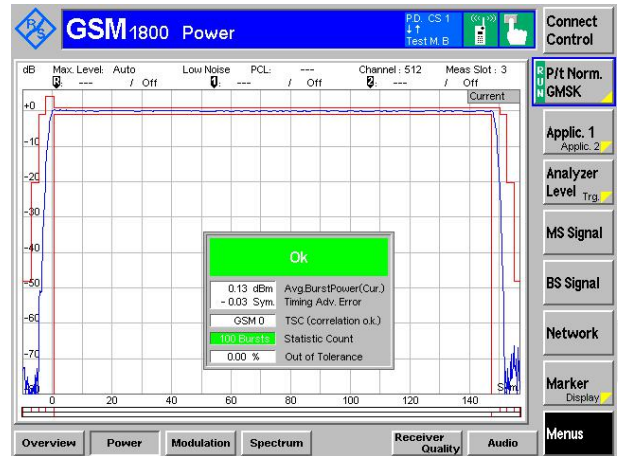 R&S
GSM 1800 Power
P.D. CS 1
Test M. B
Connect
Control
dB Max. Level: Auto Low Noise PCL: --- Channel : 512 Meas Slot : 3
--- / Off 1: --- / Off 2: --- / Off
Current
RUN
P/t Norm.
GMSK
+0
-10
-20
-30
-40
-50
-60
-70
Ok
0.13 dBm Avg.BurstPower(Cur.)
- 0.03 Sym. Timing Adv. Error
GSM 0 TSC (correlation o.k.)
100 Bursts Statistic Count
0.00 % Out of Tolerance
0 20 40 60 80 100 120 140
Applic. 1
Applic. 2
Analyzer
Level Trg.
MS Signal
BS Signal
Network
Marker
Display
Menus
Overview Power Modulation Spectrum Receiver Quality Audio